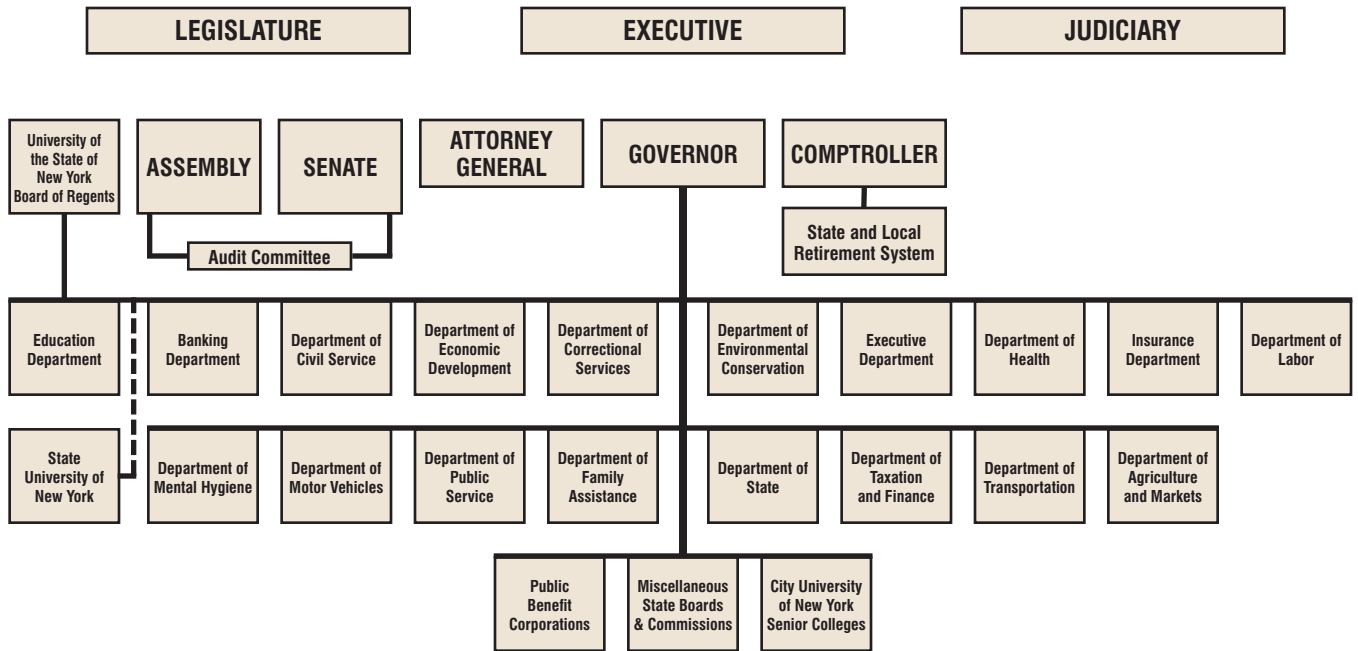 LEGISLATURE
EXECUTIVE
JUDICIARY
University of
the State of
New York
Board of Regents
ASSEMBLY
SENATE
ATTORNEY
GENERAL
GOVERNOR
COMPTROLLER
Audit Committee
State and Local
Retirement System
Education
Department
Banking
Department
Department of
Civil Service
Department of
Economic
Development
Department of
Correctional
Services
Department of
Environmental
Conservation
Executive
Department
Department of
Health
Insurance
Department
Department of
Labor
State
University of
New York
Department of
Mental Hygiene
Department of
Motor Vehicles
Department of
Public
Service
Department of
Family
Assistance
Department of
State
Department of
Taxation
and Finance
Department of
Transportation
Department of
Agriculture
and Markets
Public
Benefit
Corporations
Miscellaneous
State Boards
& Commissions
City University
of New York
Senior Colleges